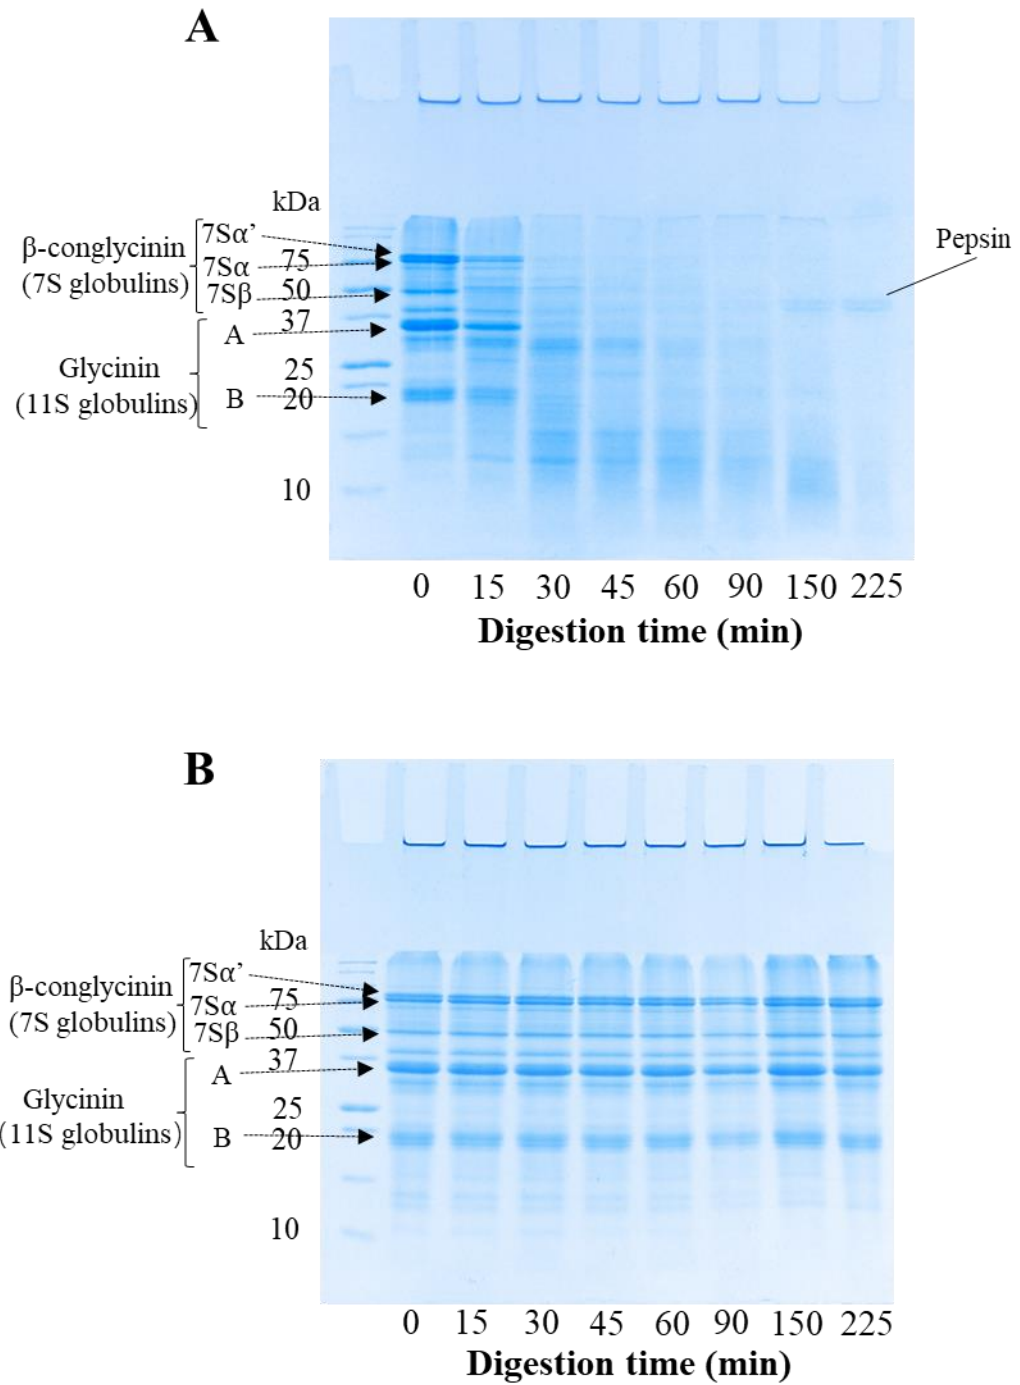 A
kDa
7Sα’
β-conglycinin
(7S globulins)
7Sα
75
7Sβ
50
Pepsin
37
A
Glycinin
(11S globulins)
25
B
20
10
0 15 30 45 60 90 150 225
Digestion time (min)
B
kDa
7Sα’
β-conglycinin
(7S globulins)
7Sα
75
7Sβ
50
37
A
Glycinin
(11S globulins)
25
B
20
10
0 15 30 45 60 90 150 225
Digestion time (min)